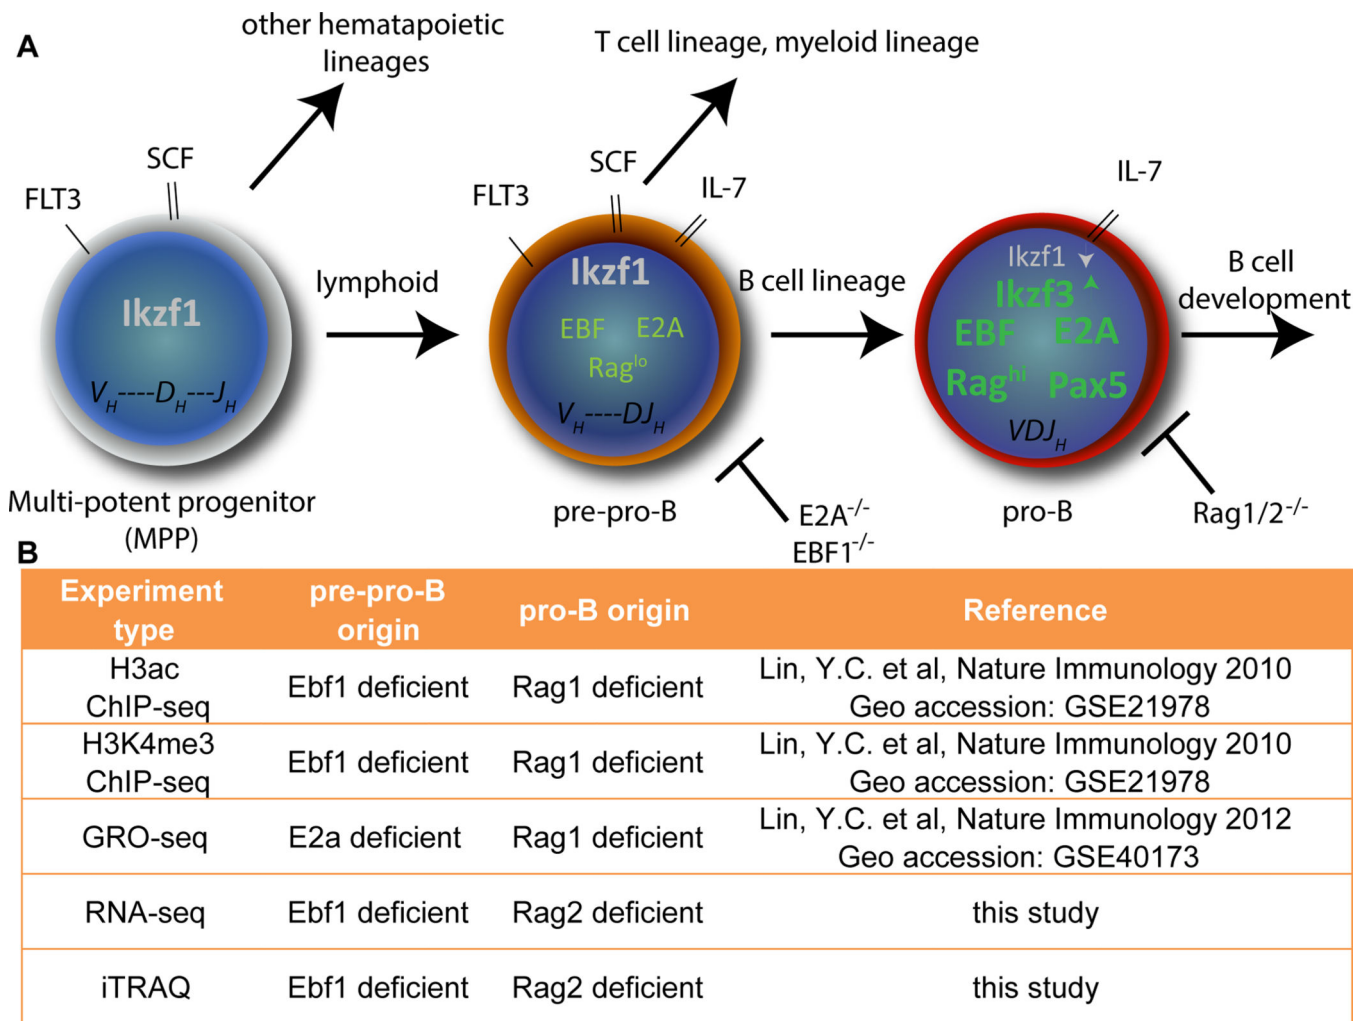 A
other hematapoietic
lineages
T cell lineage, myeloid lineage
SCF
FLT3
SCF
FLT3
IL-7
IL-7
Ikzf1
V_H----D_H---J_H
lymphoid
Ikzf1
EBF E2A
Rag^lo
V_H----DJ_H
B cell lineage
Ikzf1
Ikzf3
EBF E2A
Rag^hi Pax5
VDJ_H
B cell
development
Multi-potent progenitor
(MPP)
pre-pro-B
E2A^-/-
EBF1^-/-
pro-B
Rag1/2^-/-
B
Experiment
type
pre-pro-B
origin
pro-B origin
Reference
H3ac
ChIP-seq
Ebf1 deficient
Rag1 deficient
Lin, Y.C. et al, Nature Immunology 2010
Geo accession: GSE21978
H3K4me3
ChIP-seq
Ebf1 deficient
Rag1 deficient
Lin, Y.C. et al, Nature Immunology 2010
Geo accession: GSE21978
GRO-seq
E2a deficient
Rag1 deficient
Lin, Y.C. et al, Nature Immunology 2012
Geo accession: GSE40173
RNA-seq
Ebf1 deficient
Rag2 deficient
this study
iTRAQ
Ebf1 deficient
Rag2 deficient
this study